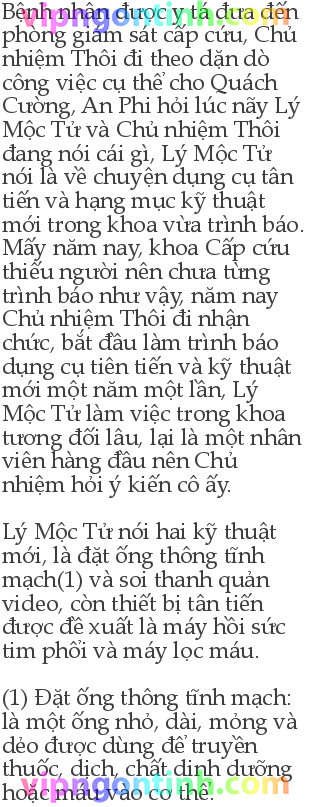 Bệnh nhân được y tá đưa đến
phòng giám sát cấp cứu, Chủ
nhiệm Thôi đi theo dặn dò
công việc cụ thể cho Quách
Cường, An Phi hỏi lúc nãy Lý
Mộc Tử và Chủ nhiệm Thôi
đang nói cái gì, Lý Mộc Tử
nói là về chuyện dụng cụ tân
tiến và hạng mục kỹ thuật
mới trong khoa vừa trình báo.
Mấy năm nay, khoa Cấp cứu
thiếu người nên chưa từng
trình báo như vậy, năm nay
Chủ nhiệm Thôi đi nhận
chức, bắt đầu làm trình báo
dụng cụ tiên tiến và kỹ thuật
mới một năm một lần, Lý
Mộc Tử làm việc trong khoa
tương đối lâu, lại là một nhân
viên hàng đầu nên Chủ
nhiệm hỏi ý kiến cô ấy.
Lý Mộc Tử nói hai kỹ thuật
mới, là đặt ống thông tĩnh
mạch(1) và soi thanh quản
video, còn thiết bị tân tiến
được đề xuất là máy hồi sức
tim phổi và máy lọc máu.
(1) Đặt ống thông tĩnh mạch:
là một ống nhỏ, dài, mỏng và
dẻo được dùng để truyền
thuốc, dịch, chất dinh dưỡng
hoặc máu vào cơ thể.
vipngontinh.com
vipngontinh.com